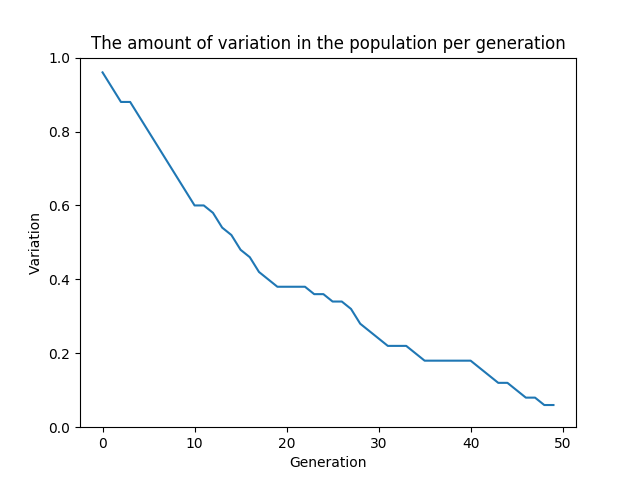 The amount of variation in the population per generation
1.0
0.8
0.6
0.4
0.2
0.0
Variation
0 10 20 30 40 50
Generation